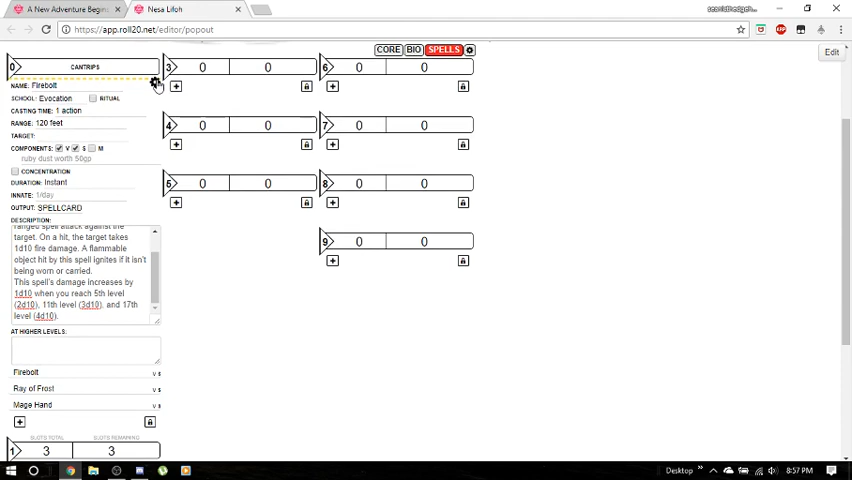 A New Adventure Begin
Nesa Lifoh
https://app.roll20.net/editor/popout
CORE BIO SPELLS
Edit
0 CANTRIPS
3 0 0
6 0 0
NAME: Firebolt
SCHOOL: Evocation RITUAL
CASTING TIME: 1 action
RANGE: 120 feet
TARGET:
COMPONENTS: V S M
ruby dust worth 50gp
CONCENTRATION
DURATION: Instant
INNATE: 1/day
OUTPUT: SPELLCARD
DESCRIPTION:
ranged spell attack against the
target. On a hit, the target takes
1d10 fire damage. A flammable
object hit by this spell ignites if it isn't
being worn or carried.
This spell's damage increases by
1d10 when you reach 5th level
(2d10), 11th level (3d10), and 17th
level (4d10).
AT HIGHER LEVELS:
Firebolt V S
Ray of Frost V S
Mage Hand V S
SLOTS TOTAL SLOTS REMAINING
1 3 3
4 0 0
7 0 0
5 0 0
8 0 0
9 0 0
Desktop
8:57 PM